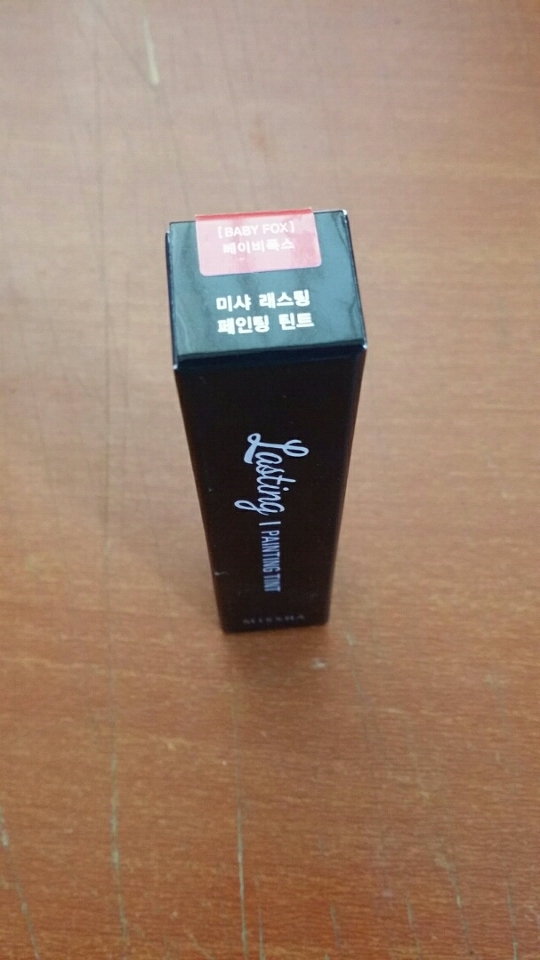 [BABY FOX]
베이비폭스
미샤 래스팅
페인팅 틴트
Lasting | PAINTING TINT
MISSHA